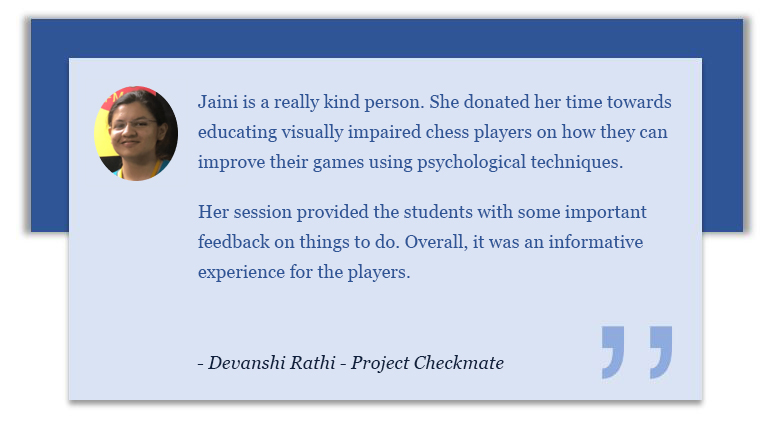 Jaini is a really kind person. She donated her time towards
educating visually impaired chess players on how they can
improve their games using psychological techniques.
Her session provided the students with some important
feedback on things to do. Overall, it was an informative
experience for the players.
- Devanshi Rathi - Project Checkmate
”